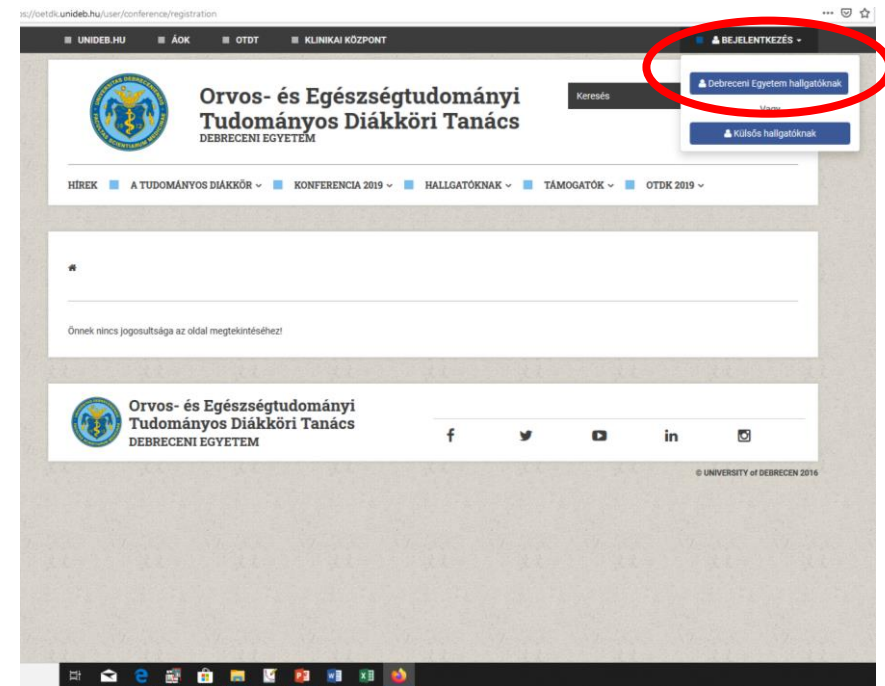 ps://oetdk.unideb.hu/user/conference/registration
UNIDEB.HU ÁOK OTDT KLINIKAI KÖZPONT BEJELENTKEZÉS
Orvos- és Egészségtudományi
Tudományos Diákköri Tanács
DEBRECENI EGYETEM
Keresés
Debreceni Egyetem hallgatóknak
Vagy
Külsős hallgatóknak
HÍREK A TUDOMÁNYOS DIÁKKÖR KONFERENCIA 2019 HALLGATÓKNAK TÁMOGATÓK OTDK 2019
Önnek nincs jogosultsága az oldal megtekintéséhez!
Orvos- és Egészségtudományi
Tudományos Diákköri Tanács
DEBRECENI EGYETEM
© UNIVERSITY of DEBRECEN 2016